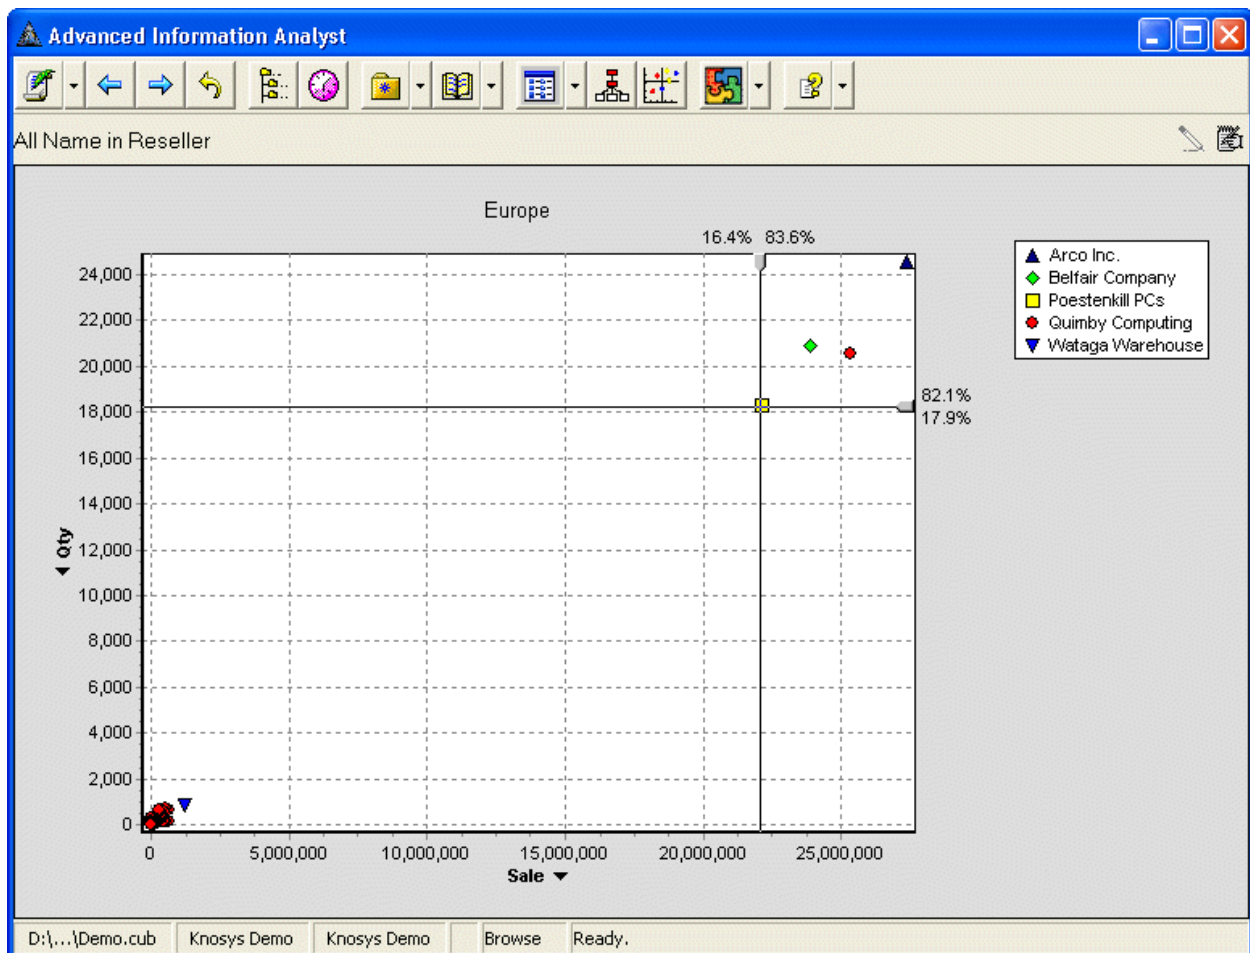 Advanced Information Analyst
All Name in Reseller
Europe
16.4% 83.6%
Arco Inc.
Belfair Company
Poestenkill PCs
Quimby Computing
Wataga Warehouse
24,000
22,000
20,000
18,000
16,000
14,000
12,000
10,000
8,000
6,000
4,000
2,000
0
82.1%
17.9%
Qty
0 5,000,000 10,000,000 15,000,000 20,000,000 25,000,000
Sale
D:\...\Demo.cub Knosys Demo Knosys Demo Browse Ready.